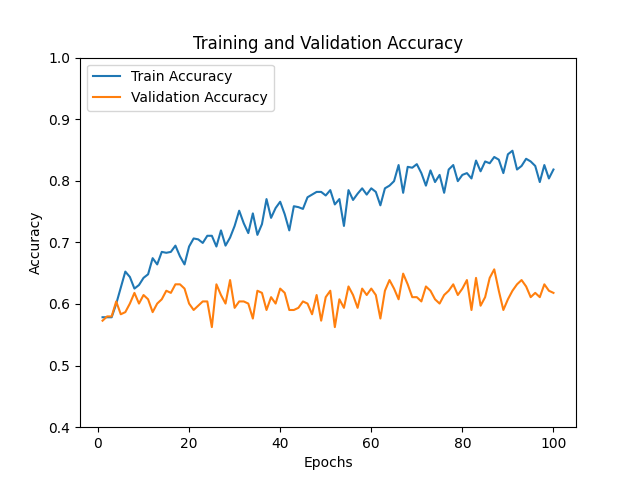 Training and Validation Accuracy
Train Accuracy
Validation Accuracy
1.0
0.9
0.8
0.7
0.6
0.5
0.4
Accuracy
0 20 40 60 80 100
Epochs